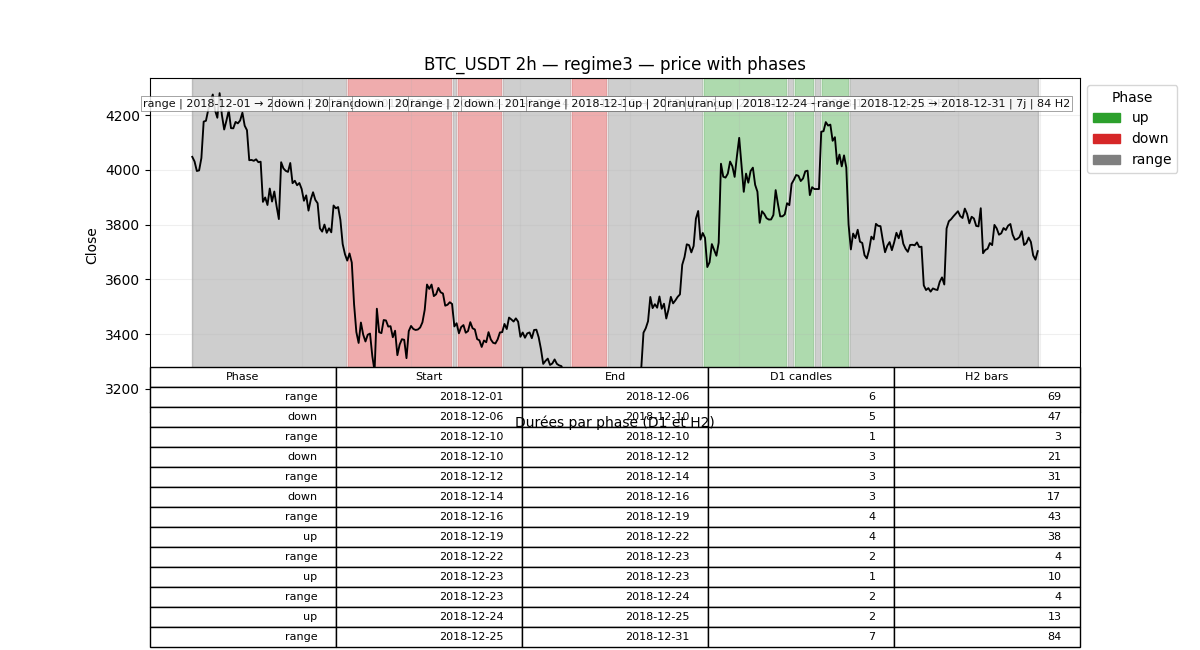 BTC_USDT 2h — regime3 — price with phases
range | 2018-12-01 → 2
down | 20
ran
down | 20
range | 2
down | 201
range | 2018-12-1
up | 20
ran
u
ran
up | 2018-12-24 →
range | 2018-12-25 → 2018-12-31 | 7j | 84 H2
Phase
up
down
range
Close
4200
4000
3800
3600
3400
3200
Phase Start End D1 candles H2 bars
range 2018-12-01 2018-12-06 6 69
down 2018-12-06 2018-12-10 5 47
Durées par phase (D1 et H2)
range 2018-12-10 2018-12-10 1 3
down 2018-12-10 2018-12-12 3 21
range 2018-12-12 2018-12-14 3 31
down 2018-12-14 2018-12-16 3 17
range 2018-12-16 2018-12-19 4 43
up 2018-12-19 2018-12-22 4 38
range 2018-12-22 2018-12-23 2 4
up 2018-12-23 2018-12-23 1 10
range 2018-12-23 2018-12-24 2 4
up 2018-12-24 2018-12-25 2 13
range 2018-12-25 2018-12-31 7 84